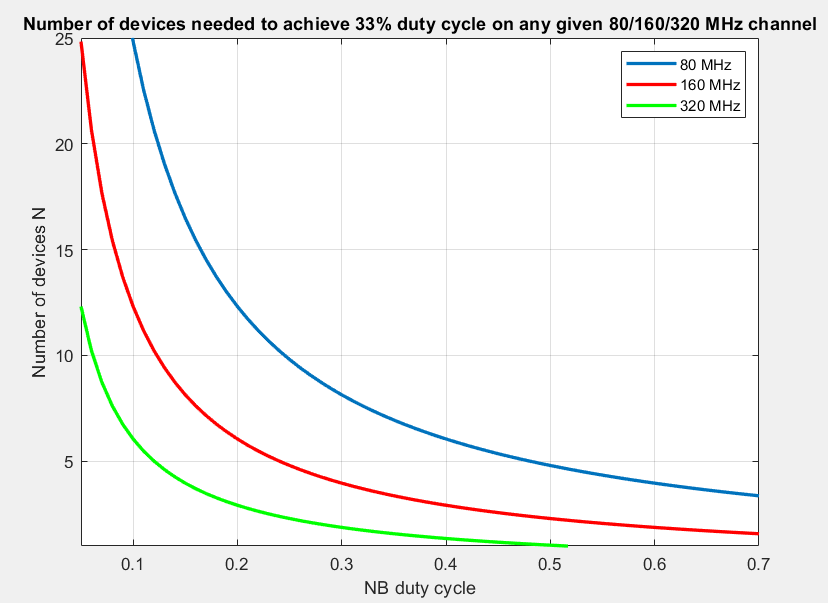 Number of devices needed to achieve 33% duty cycle on any given 80/160/320 MHz channel
80 MHz
160 MHz
320 MHz
Number of devices N
25
20
15
10
5
0.1 0.2 0.3 0.4 0.5 0.6 0.7
NB duty cycle